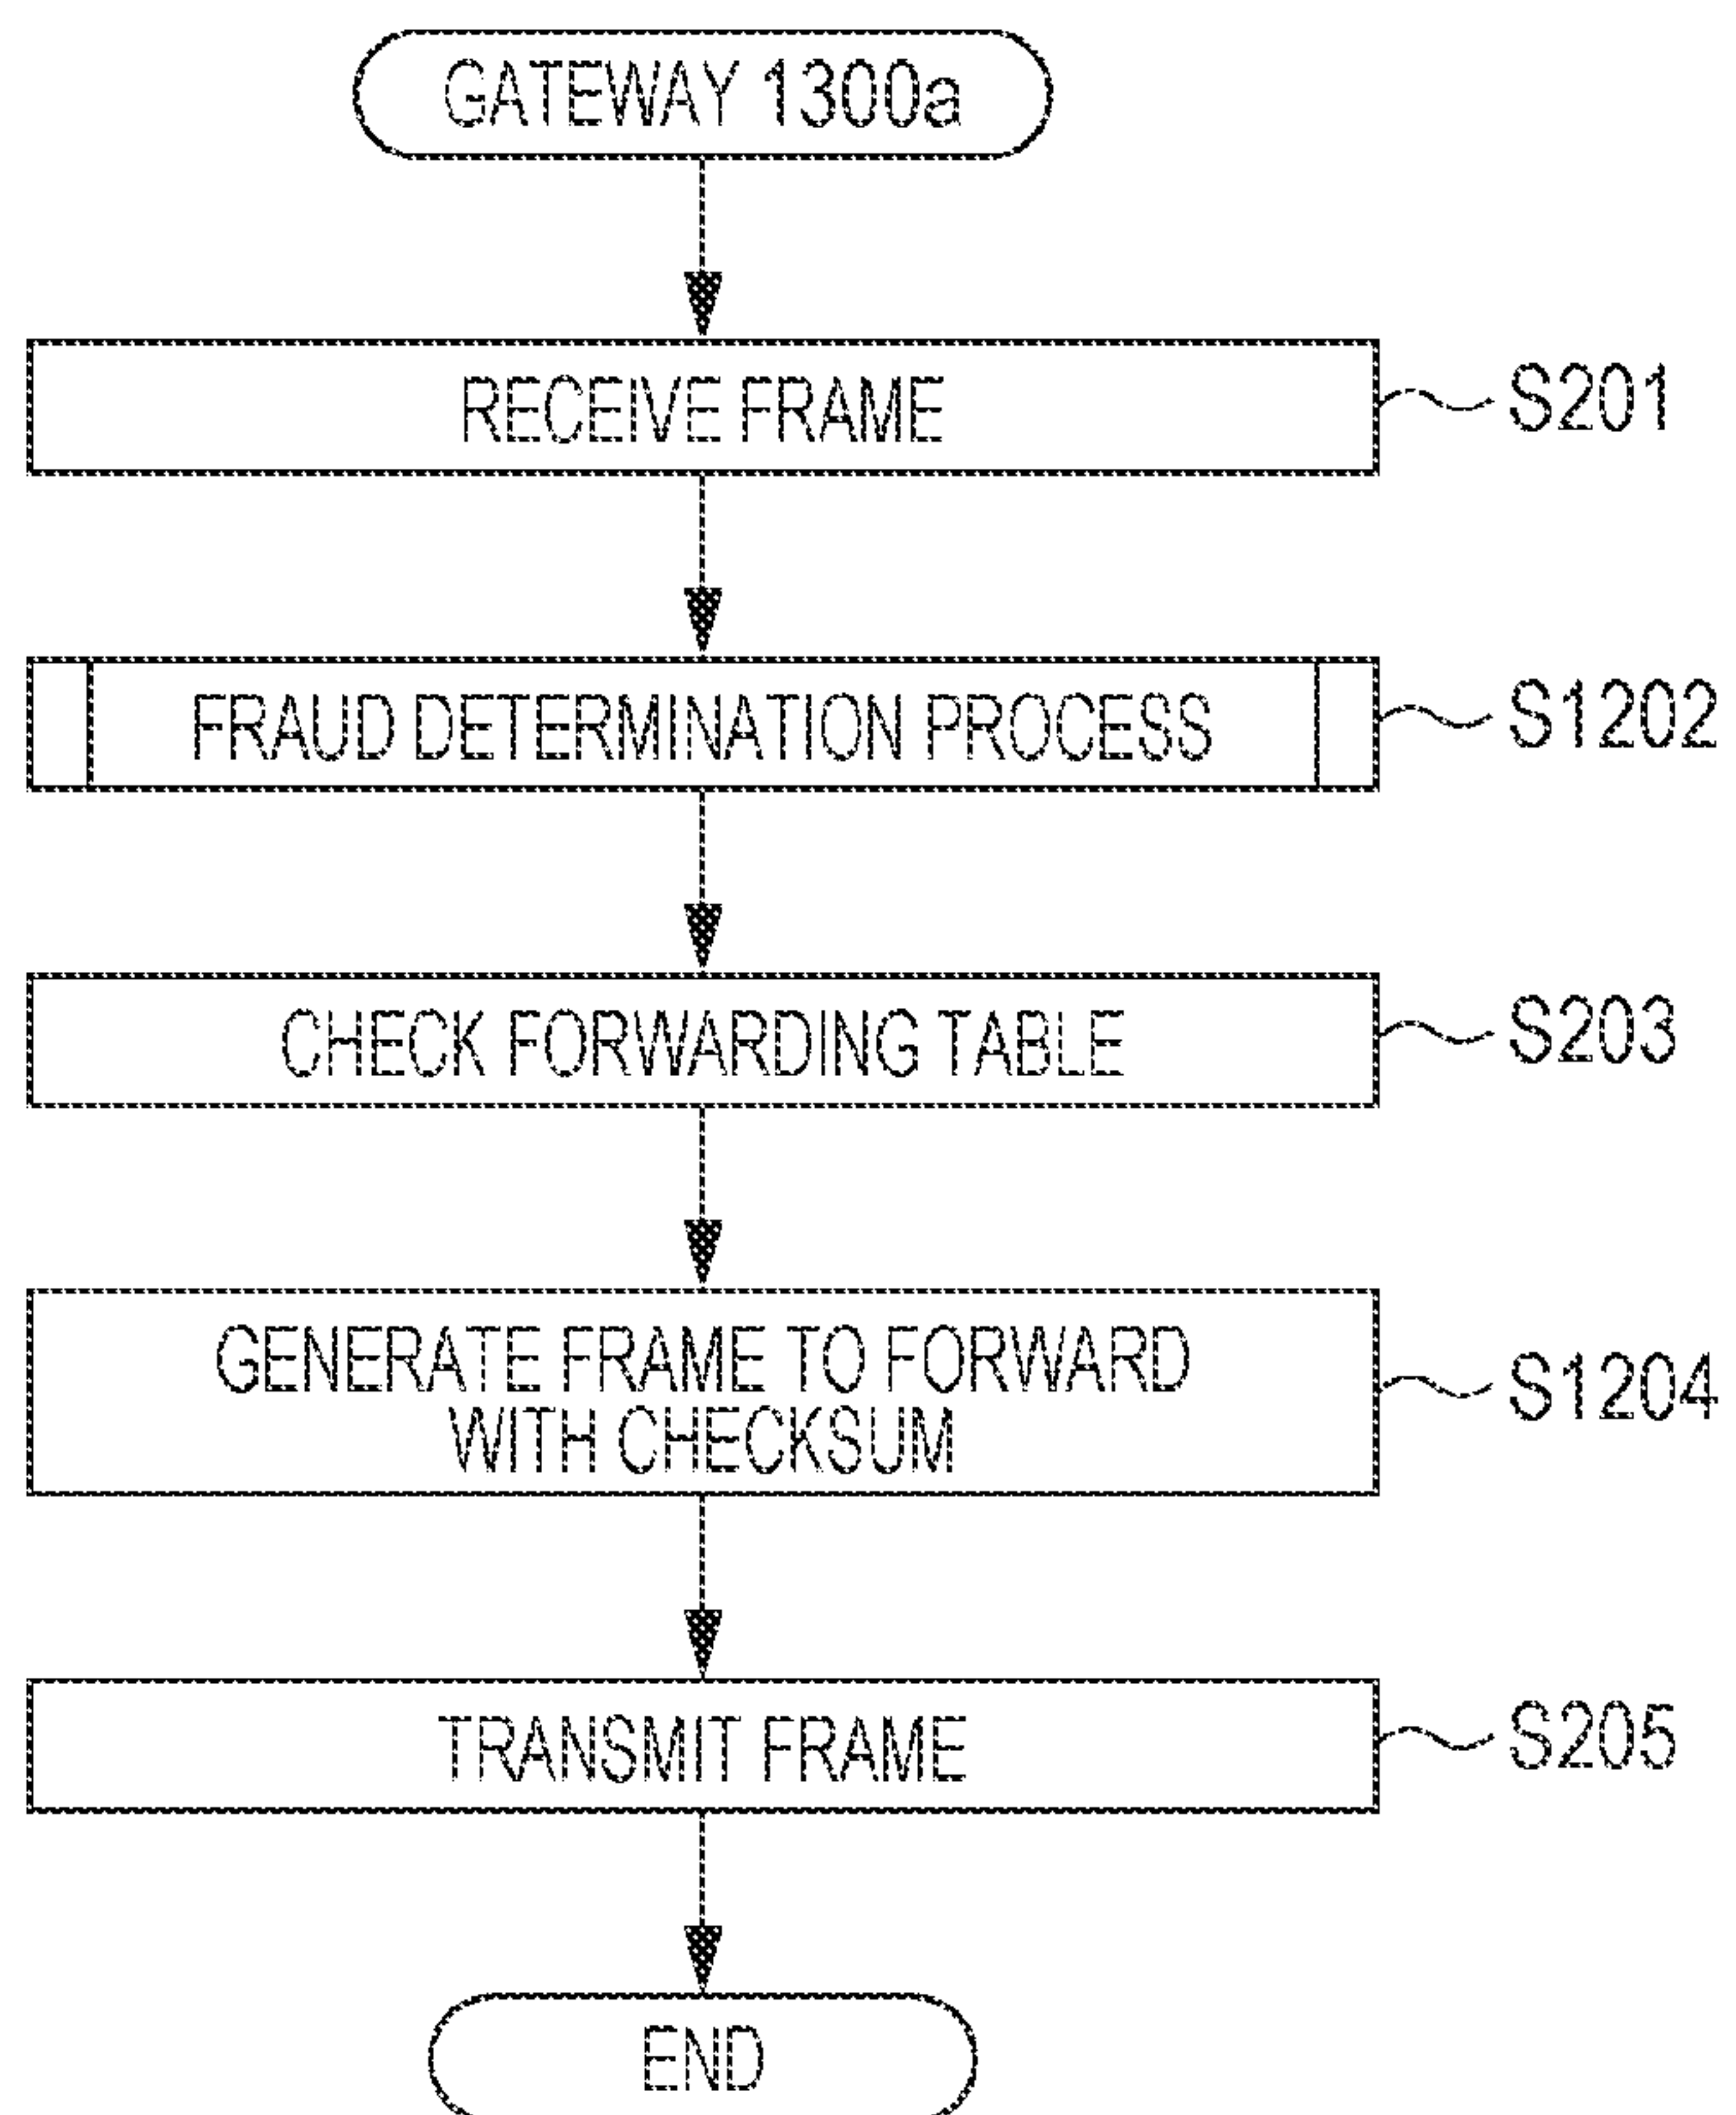 GATEWAY 1300a
RECEIVE FRAME
S201
FRAUD DETERMINATION PROCESS
S1202
CHECK FORWARDING TABLE
S203
GENERATE FRAME TO FORWARD
WITH CHECKSUM
S1204
TRANSMIT FRAME
S205
END